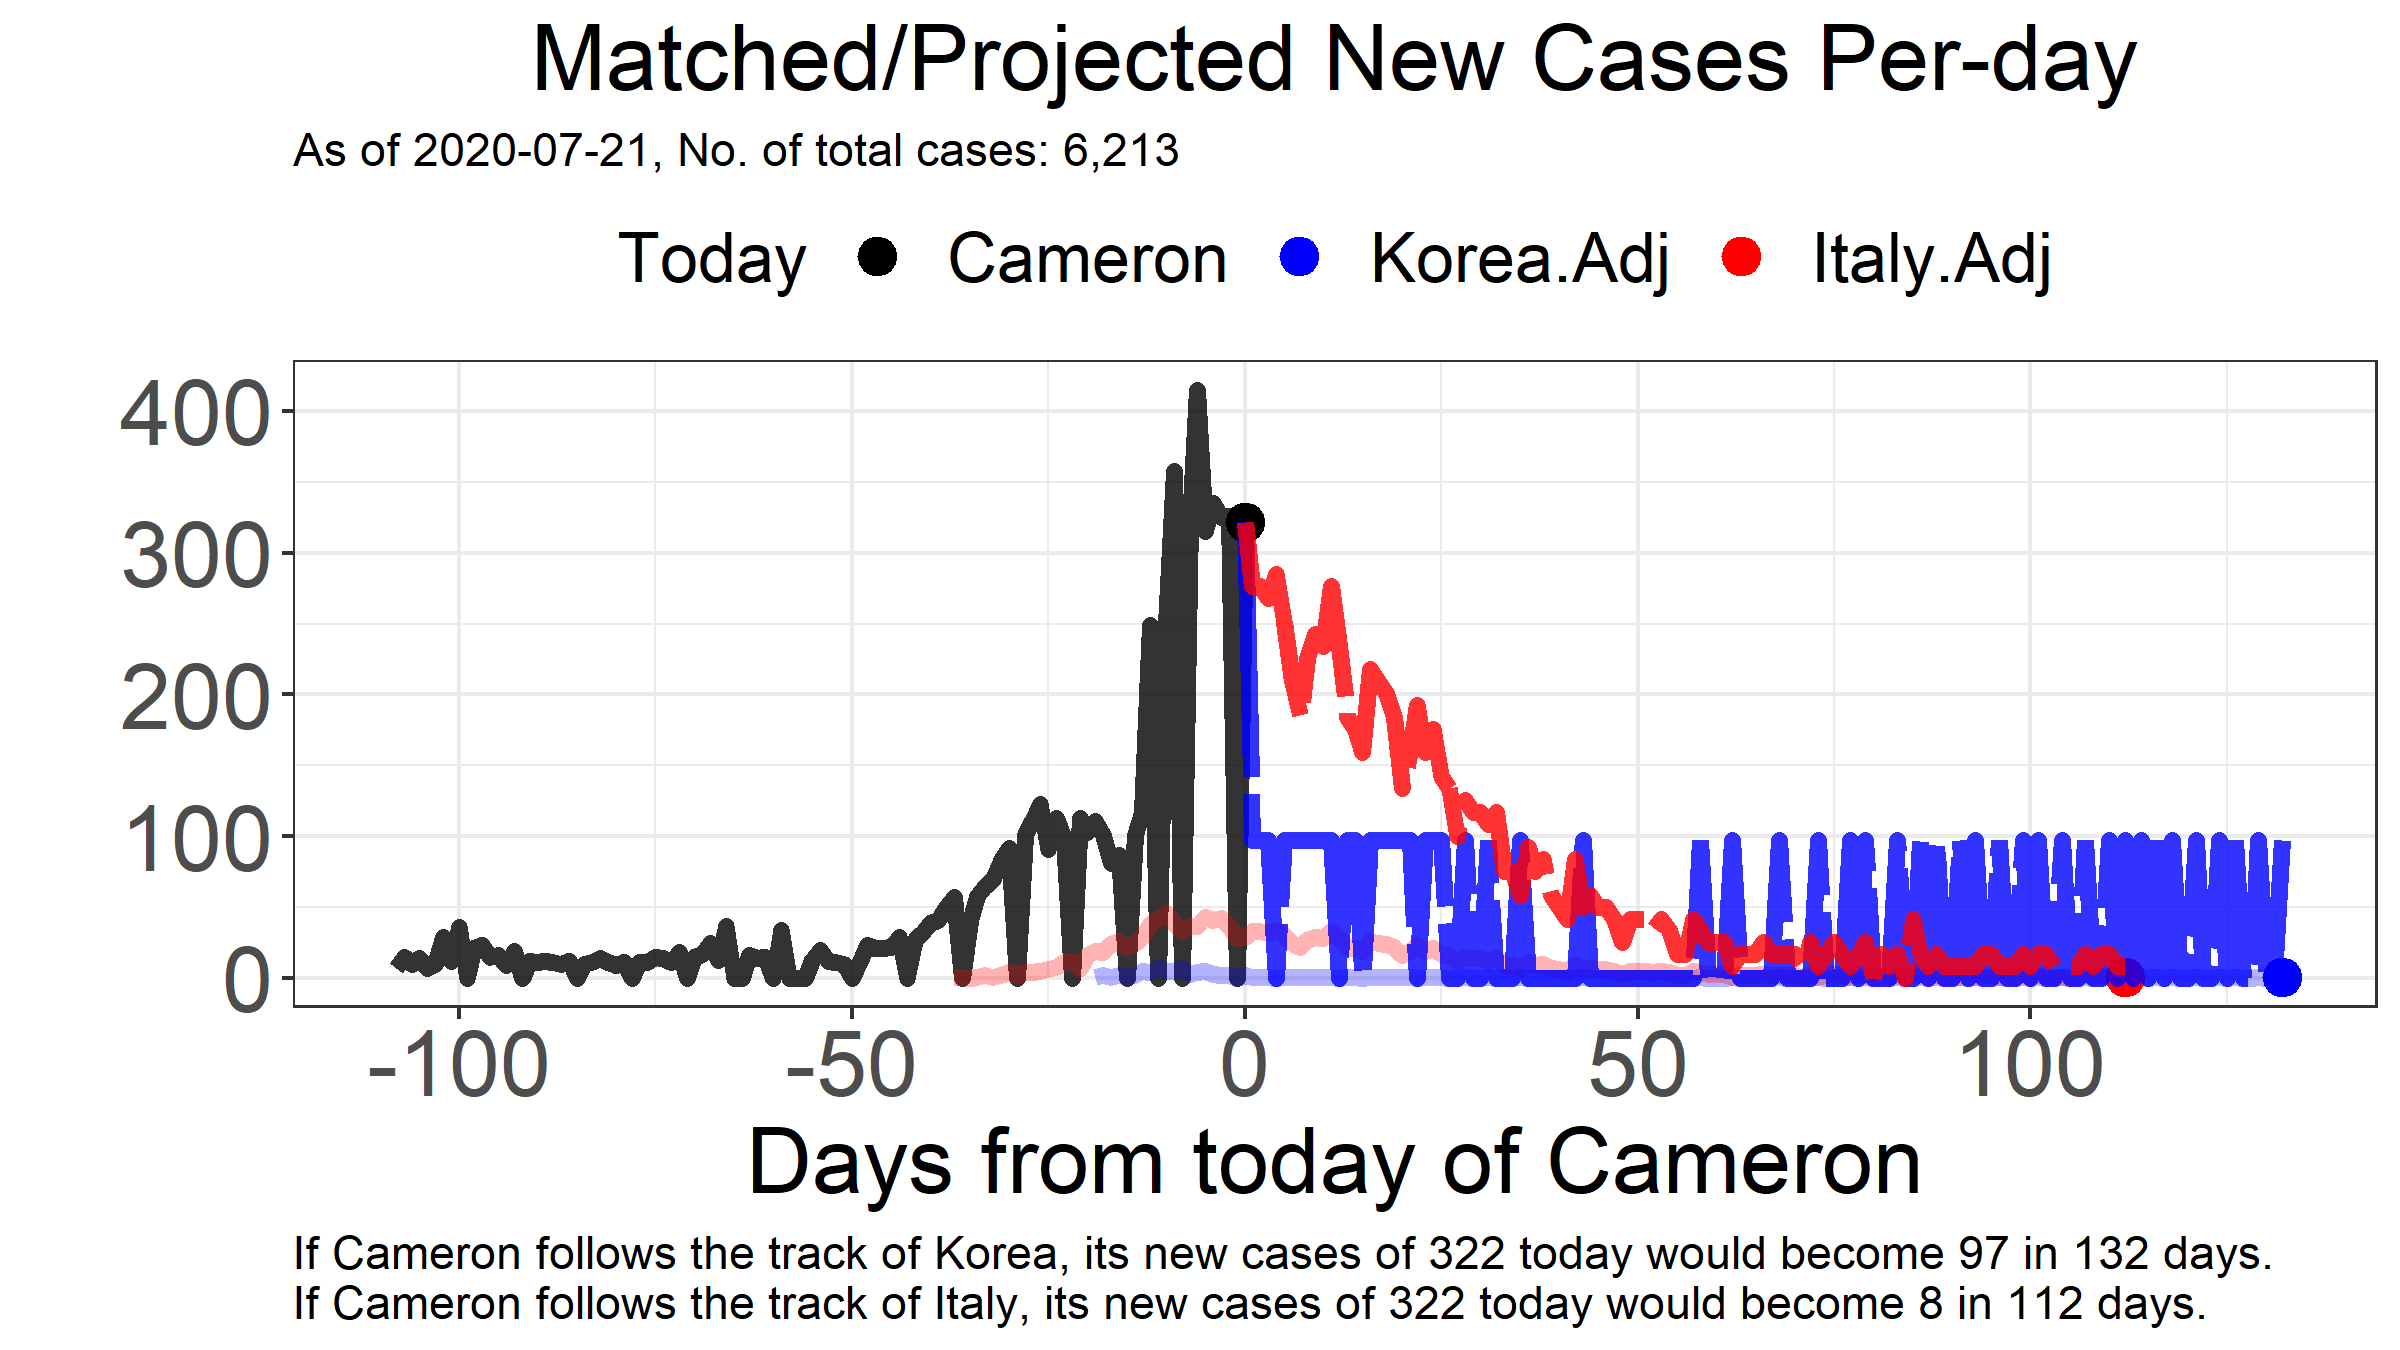 Matched/Projected New Cases Per-day
As of 2020-07-21, No. of total cases: 6,213
Today Cameron Korea.Adj Italy.Adj
400
300
200
100
0
-100 -50 0 50 100
Days from today of Cameron
If Cameron follows the track of Korea, its new cases of 322 today would become 97 in 132 days.
If Cameron follows the track of Italy, its new cases of 322 today would become 8 in 112 days.